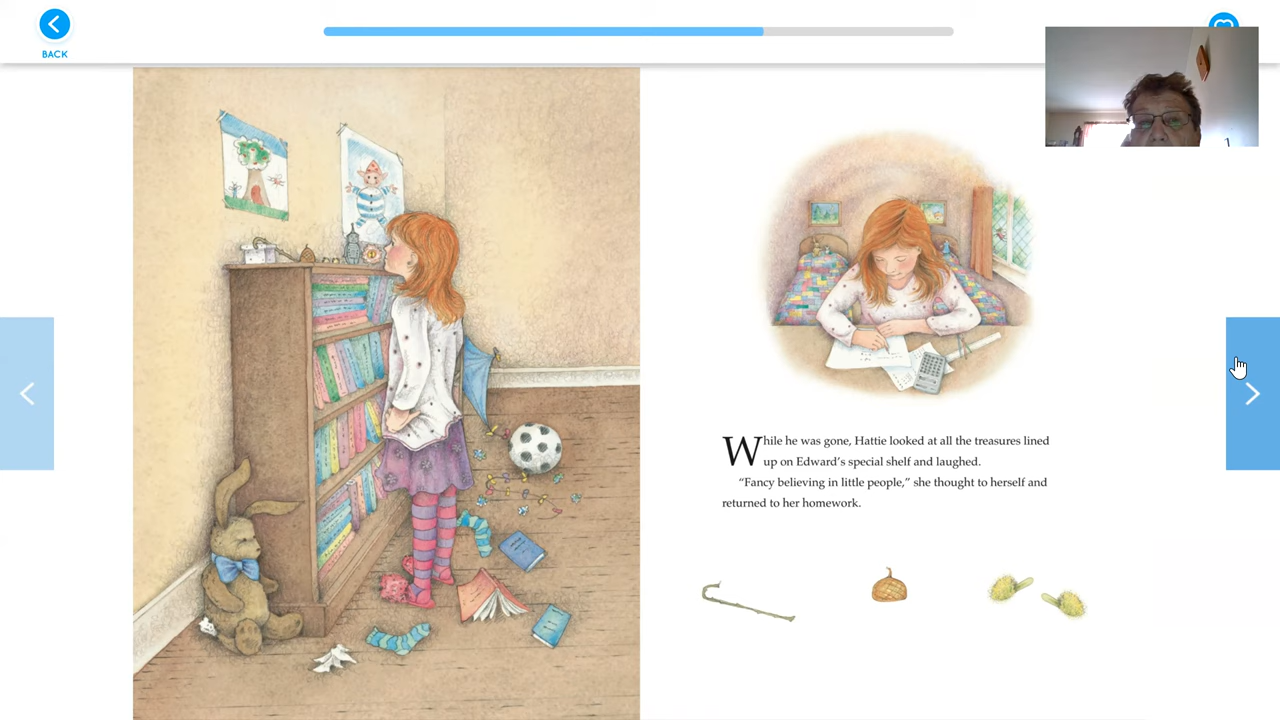 BACK
While he was gone, Hattie looked at all the treasures lined
up on Edward’s special shelf and laughed.
“Fancy believing in little people,” she thought to herself and
returned to her homework.